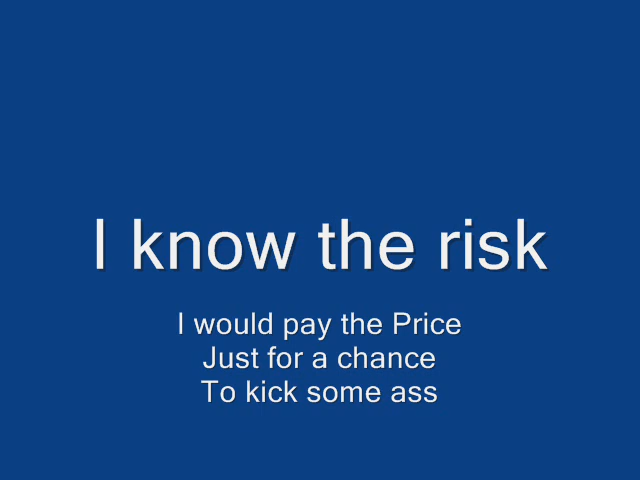 I know the risk
I would pay the Price
Just for a chance
To kick some ass